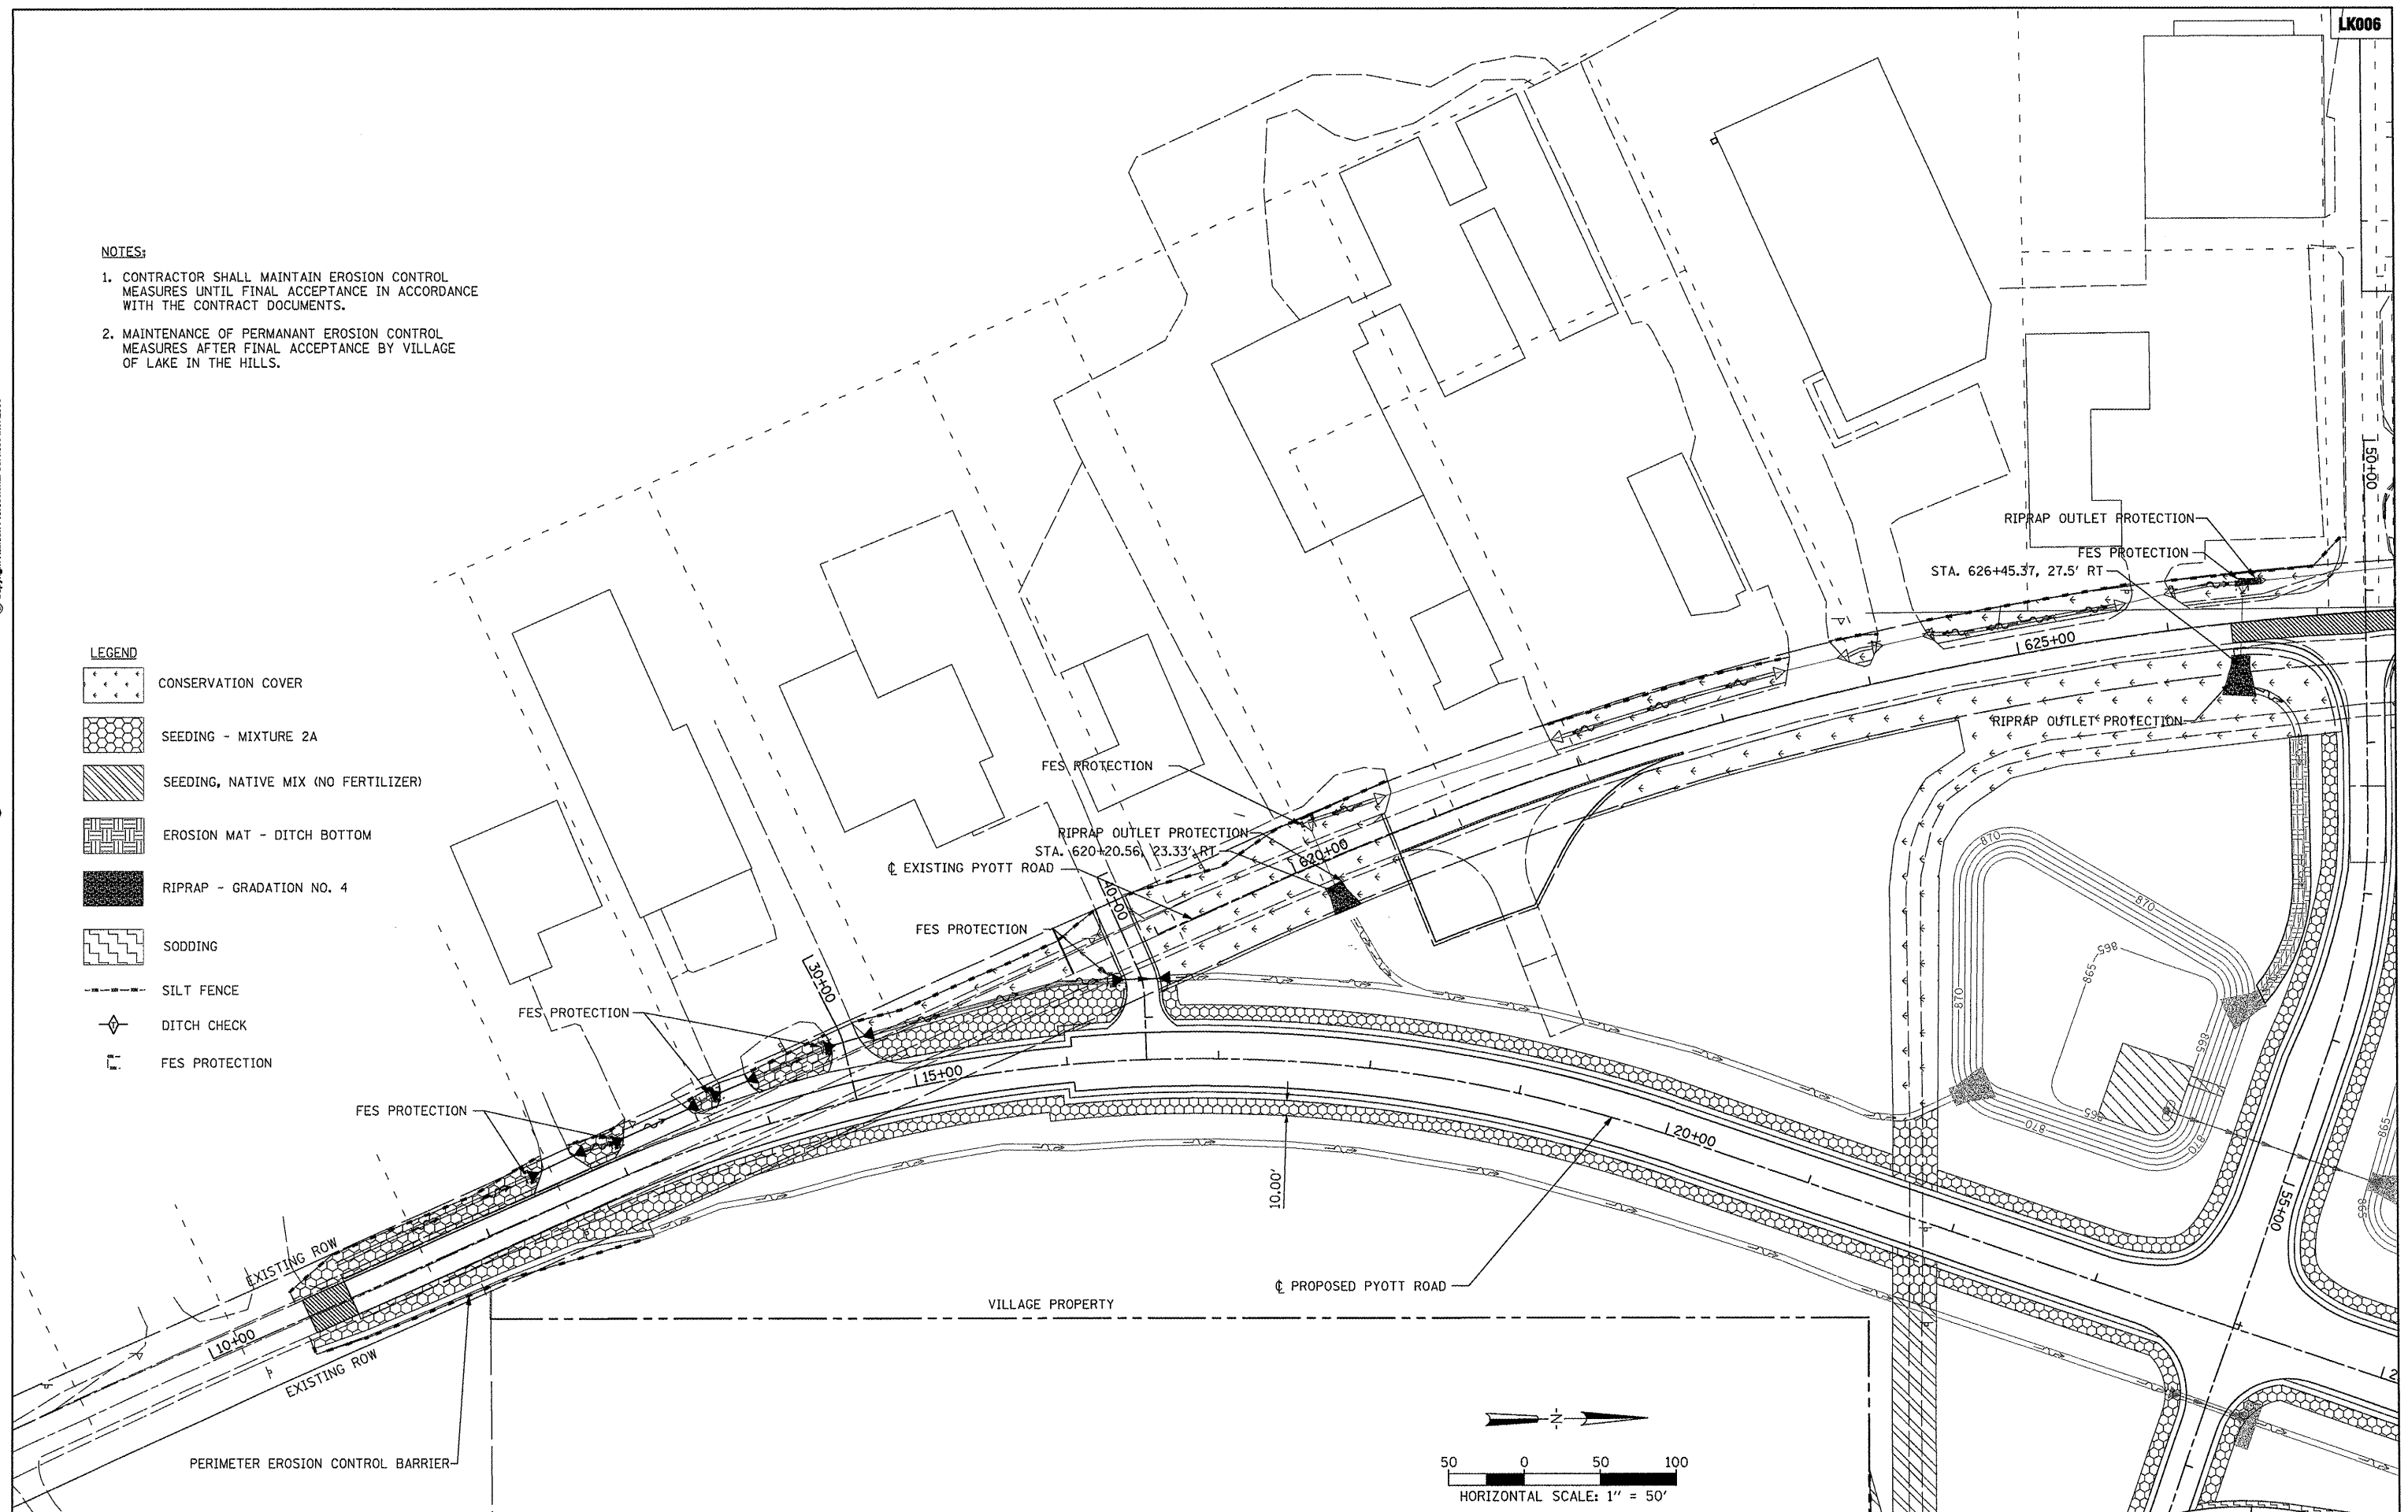 LK006
NOTES:
1. CONTRACTOR SHALL MAINTAIN EROSION CONTROL
MEASURES UNTIL FINAL ACCEPTANCE IN ACCORDANCE
WITH THE CONTRACT DOCUMENTS.
2. MAINTENANCE OF PERMANANT EROSION CONTROL
MEASURES AFTER FINAL ACCEPTANCE BY VILLAGE
OF LAKE IN THE HILLS.
50+00
RIPRAP OUTLET PROTECTION
FES PROTECTION
STA. 626+45.37, 27.5' RT
625+00
RIPRAP OUTLET PROTECTION
LEGEND
CONSERVATION COVER
SEEDING - MIXTURE 2A
SEEDING, NATIVE MIX (NO FERTILIZER)
EROSION MAT - DITCH BOTTOM
RIPRAP - GRADATION NO. 4
SODDING
SILT FENCE
DITCH CHECK
FES PROTECTION
FES PROTECTION
RIPRAP OUTLET PROTECTION
STA. 620+20.56, 23.33' RT
620+00
℄ EXISTING PYOTT ROAD
40+00
FES PROTECTION
30+00
FES PROTECTION
15+00
FES PROTECTION
870
870
865
865
870
865
865
870
870
865
865
20+00
55+00
10.00'
EXISTING ROW
10+00
EXISTING ROW
℄ PROPOSED PYOTT ROAD
VILLAGE PROPERTY
PERIMETER EROSION CONTROL BARRIER
N
50 0 50 100
HORIZONTAL SCALE: 1" = 50'